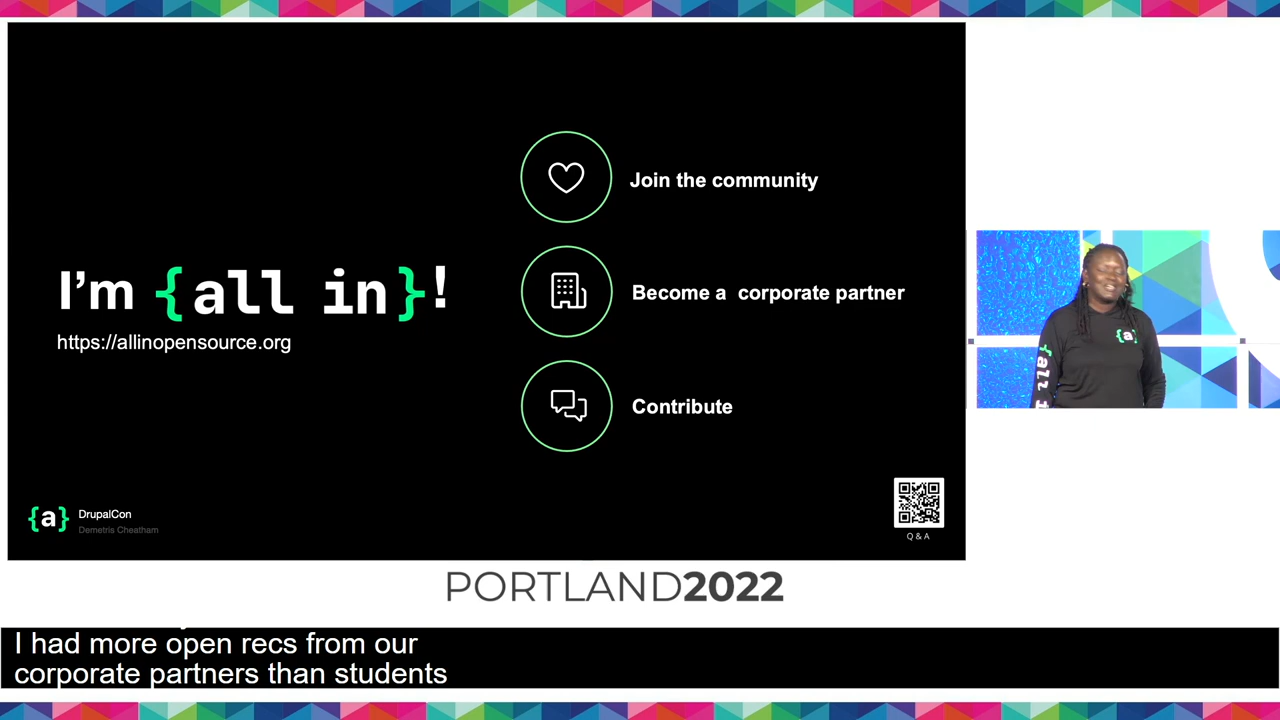 I'm {all in}!
https://allinopensource.org
Join the community
Become a corporate partner
Contribute
{a}
DrupalCon
Demetris Cheatham
Q & A
{a}
{all i
PORTLAND2022
I had more open recs from our
corporate partners than students